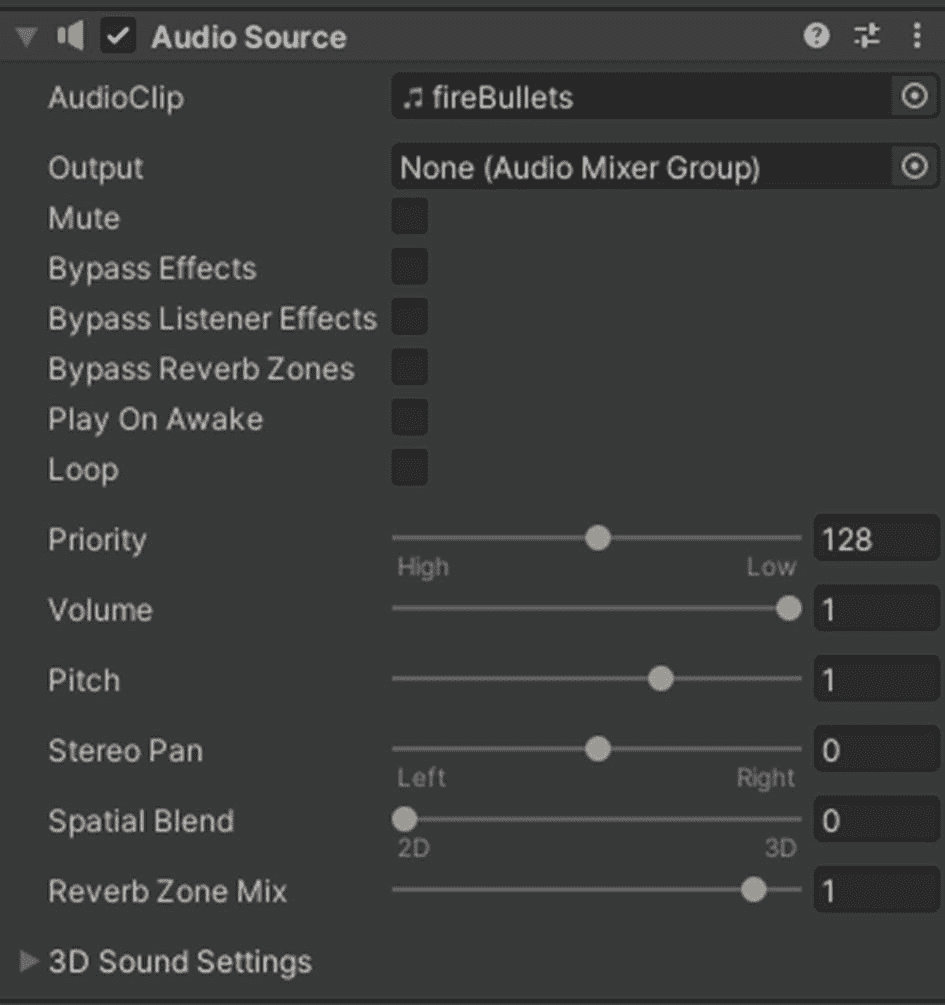 Audio Source
AudioClip fireBullets
Output None (Audio Mixer Group)
Mute
Bypass Effects
Bypass Listener Effects
Bypass Reverb Zones
Play On Awake
Loop
Priority 128
High Low
Volume 1
Pitch 1
Stereo Pan 0
Left Right
Spatial Blend 0
2D 3D
Reverb Zone Mix 1
3D Sound Settings